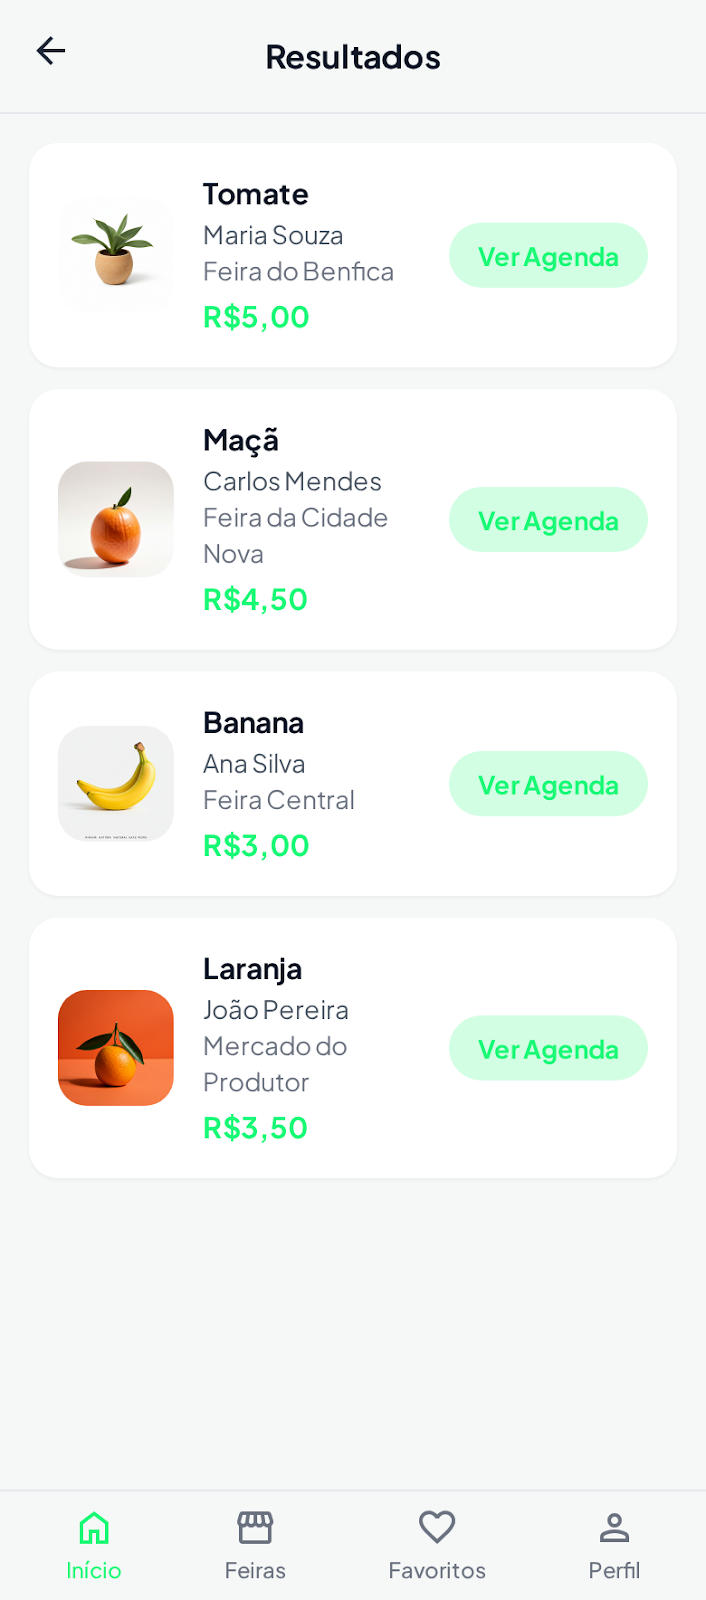 Resultados
Tomate
Maria Souza
Feira do Benfica
R$5,00
Ver Agenda
Maçã
Carlos Mendes
Feira da Cidade
Nova
R$4,50
Ver Agenda
Banana
Ana Silva
Feira Central
R$3,00
Ver Agenda
Laranja
João Pereira
Mercado do
Produtor
R$3,50
Ver Agenda
Início
Feiras
Favoritos
Perfil